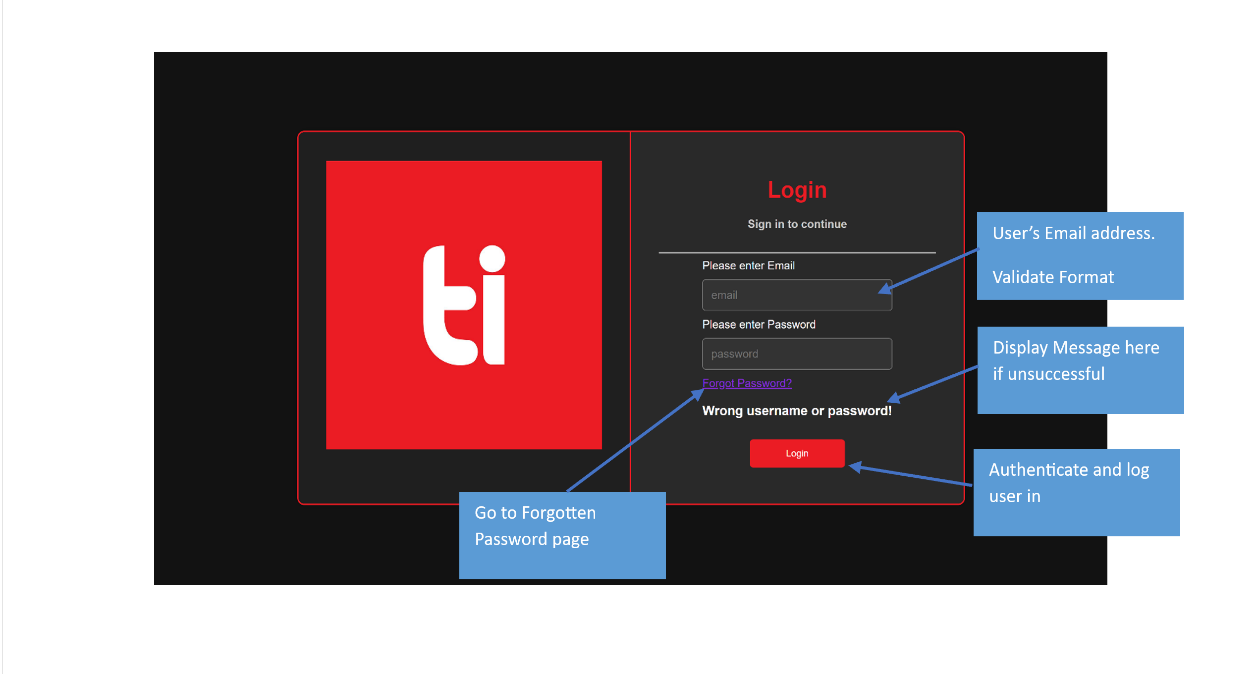 ti
Login
Sign in to continue
Please enter Email
email
Please enter Password
password
Forgot Password?
Wrong username or password!
Login
User’s Email address.
Validate Format
Display Message here
if unsuccessful
Authenticate and log
user in
Go to Forgotten
Password page